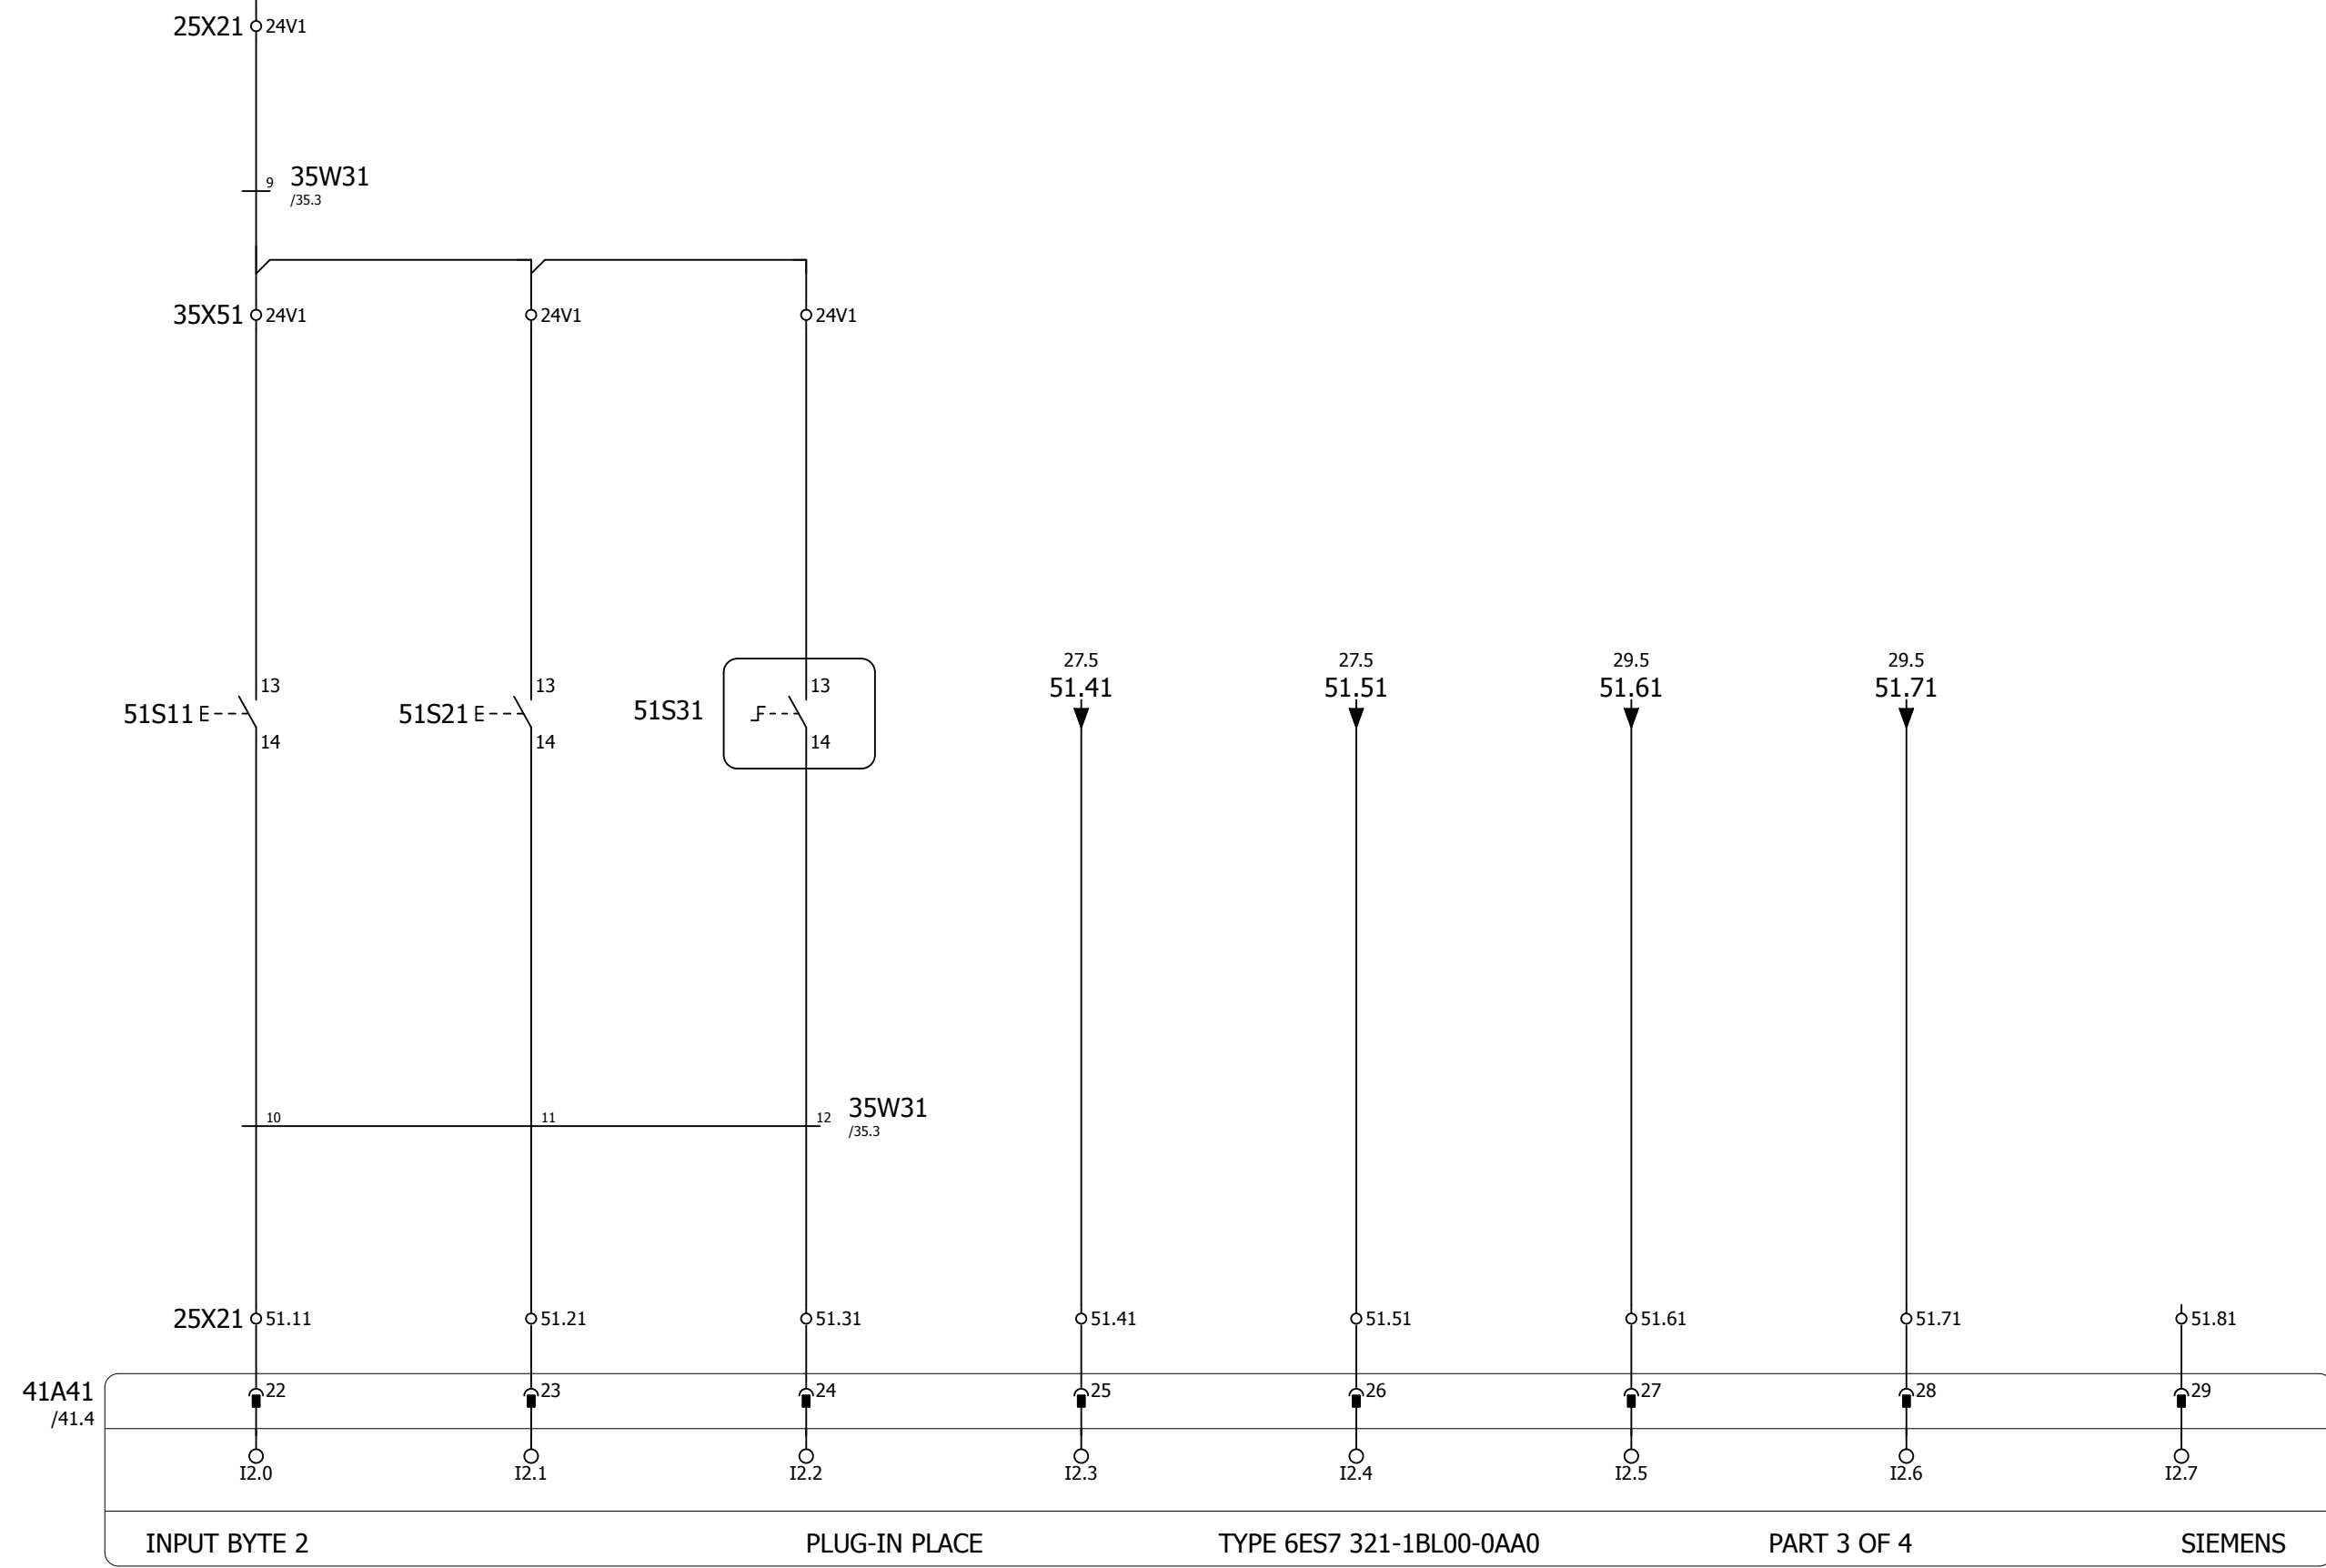 25X21 24V1
9 35W31
/35.3
35X51 24V1 24V1 24V1
27.5 27.5 29.5 29.5
51.41 51.51 51.61 51.71
13 13 13
51S11 51S21 51S31
14 14 14
10 11 12 35W31
/35.3
25X21 51.11 51.21 51.31 51.41 51.51 51.61 51.71 51.81
41A41 22 23 24 25 26 27 28 29
/41.4
I2.0 I2.1 I2.2 I2.3 I2.4 I2.5 I2.6 I2.7
INPUT BYTE 2 PLUG-IN PLACE TYPE 6ES7 321-1BL00-0AA0 PART 3 OF 4 SIEMENS